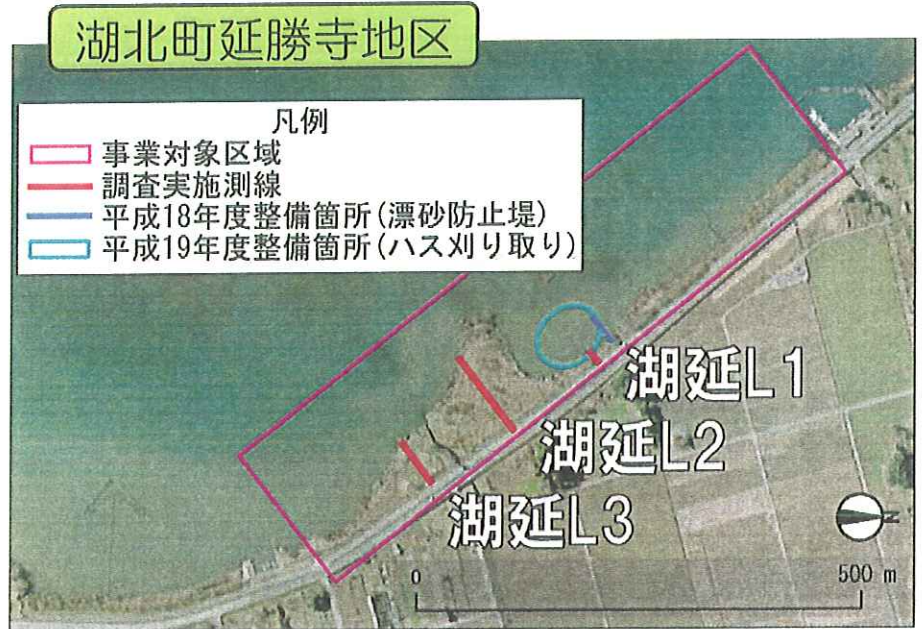 湖北町延勝寺地区
凡例
事業対象区域
調査実施測線
平成18年度整備箇所(漂砂防止堤)
平成19年度整備箇所(ハス刈り取り)
湖延L1
湖延L2
湖延L3
0
500 m